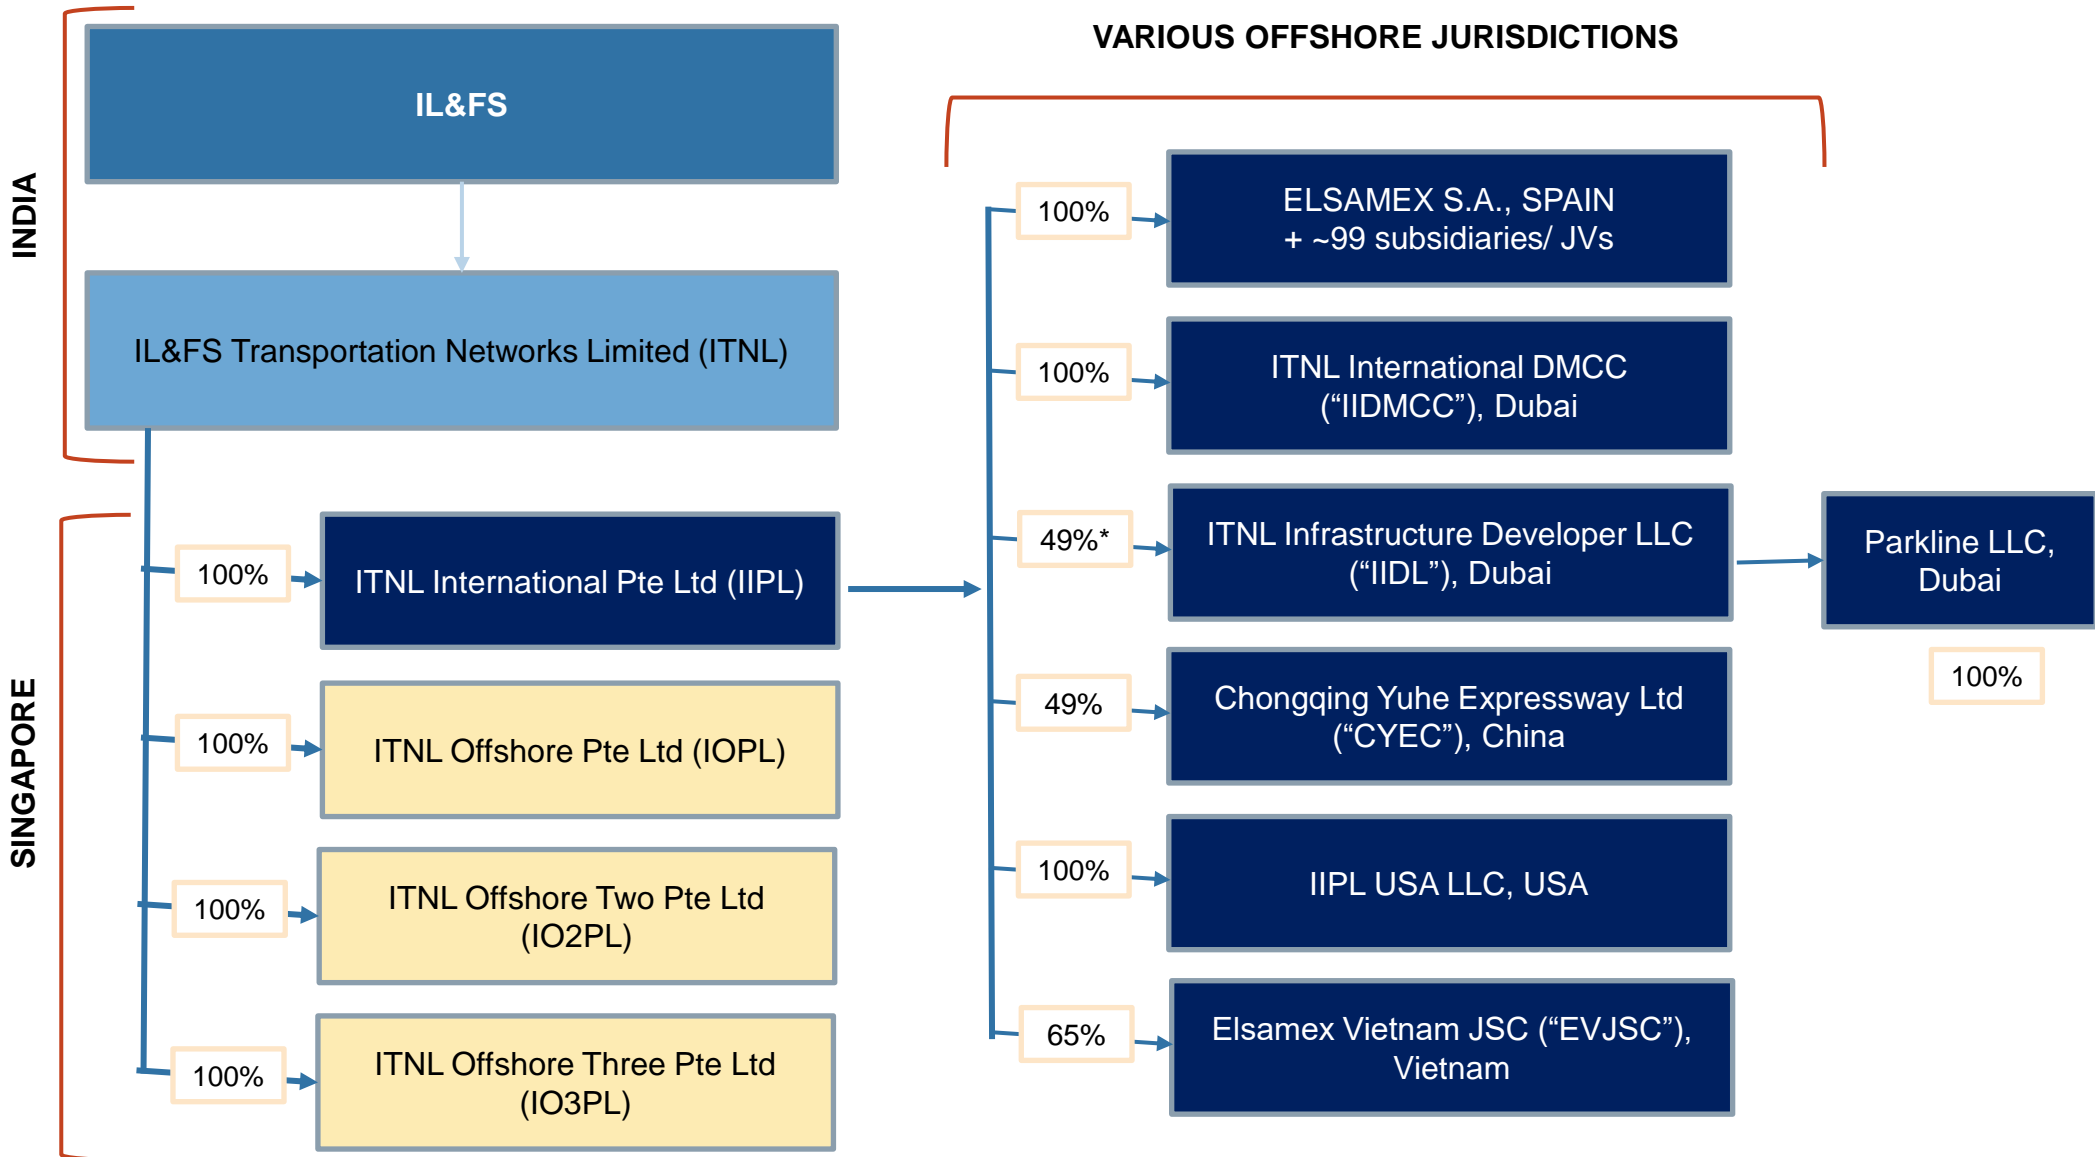 INDIA
IL&FS
IL&FS Transportation Networks Limited (ITNL)
SINGAPORE
100%
ITNL International Pte Ltd (IIPL)
100%
ITNL Offshore Pte Ltd (IOPL)
100%
ITNL Offshore Two Pte Ltd
(IO2PL)
100%
ITNL Offshore Three Pte Ltd
(IO3PL)
VARIOUS OFFSHORE JURISDICTIONS
100%
ELSAMEX S.A., SPAIN
+ ~99 subsidiaries/ JVs
100%
ITNL International DMCC
(“IIDMCC”), Dubai
49%*
ITNL Infrastructure Developer LLC
(“IIDL”), Dubai
Parkline LLC,
Dubai
100%
49%
Chongqing Yuhe Expressway Ltd
(“CYEC”), China
100%
IIPL USA LLC, USA
65%
Elsamex Vietnam JSC (“EVJSC”),
Vietnam